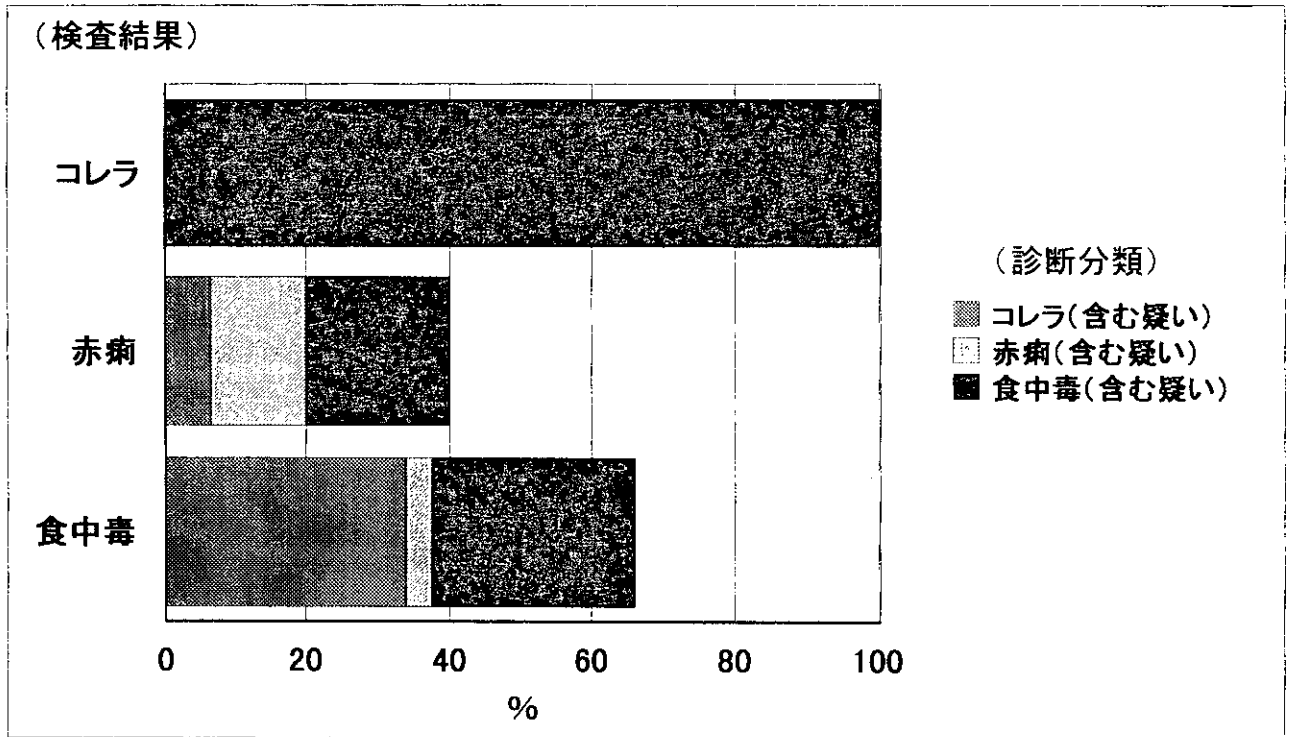 （検査結果）
コレラ
赤痢
食中毒
0 20 40 60 80 100
%
（診断分類）
コレラ（含む疑い）
赤痢（含む疑い）
食中毒（含む疑い）